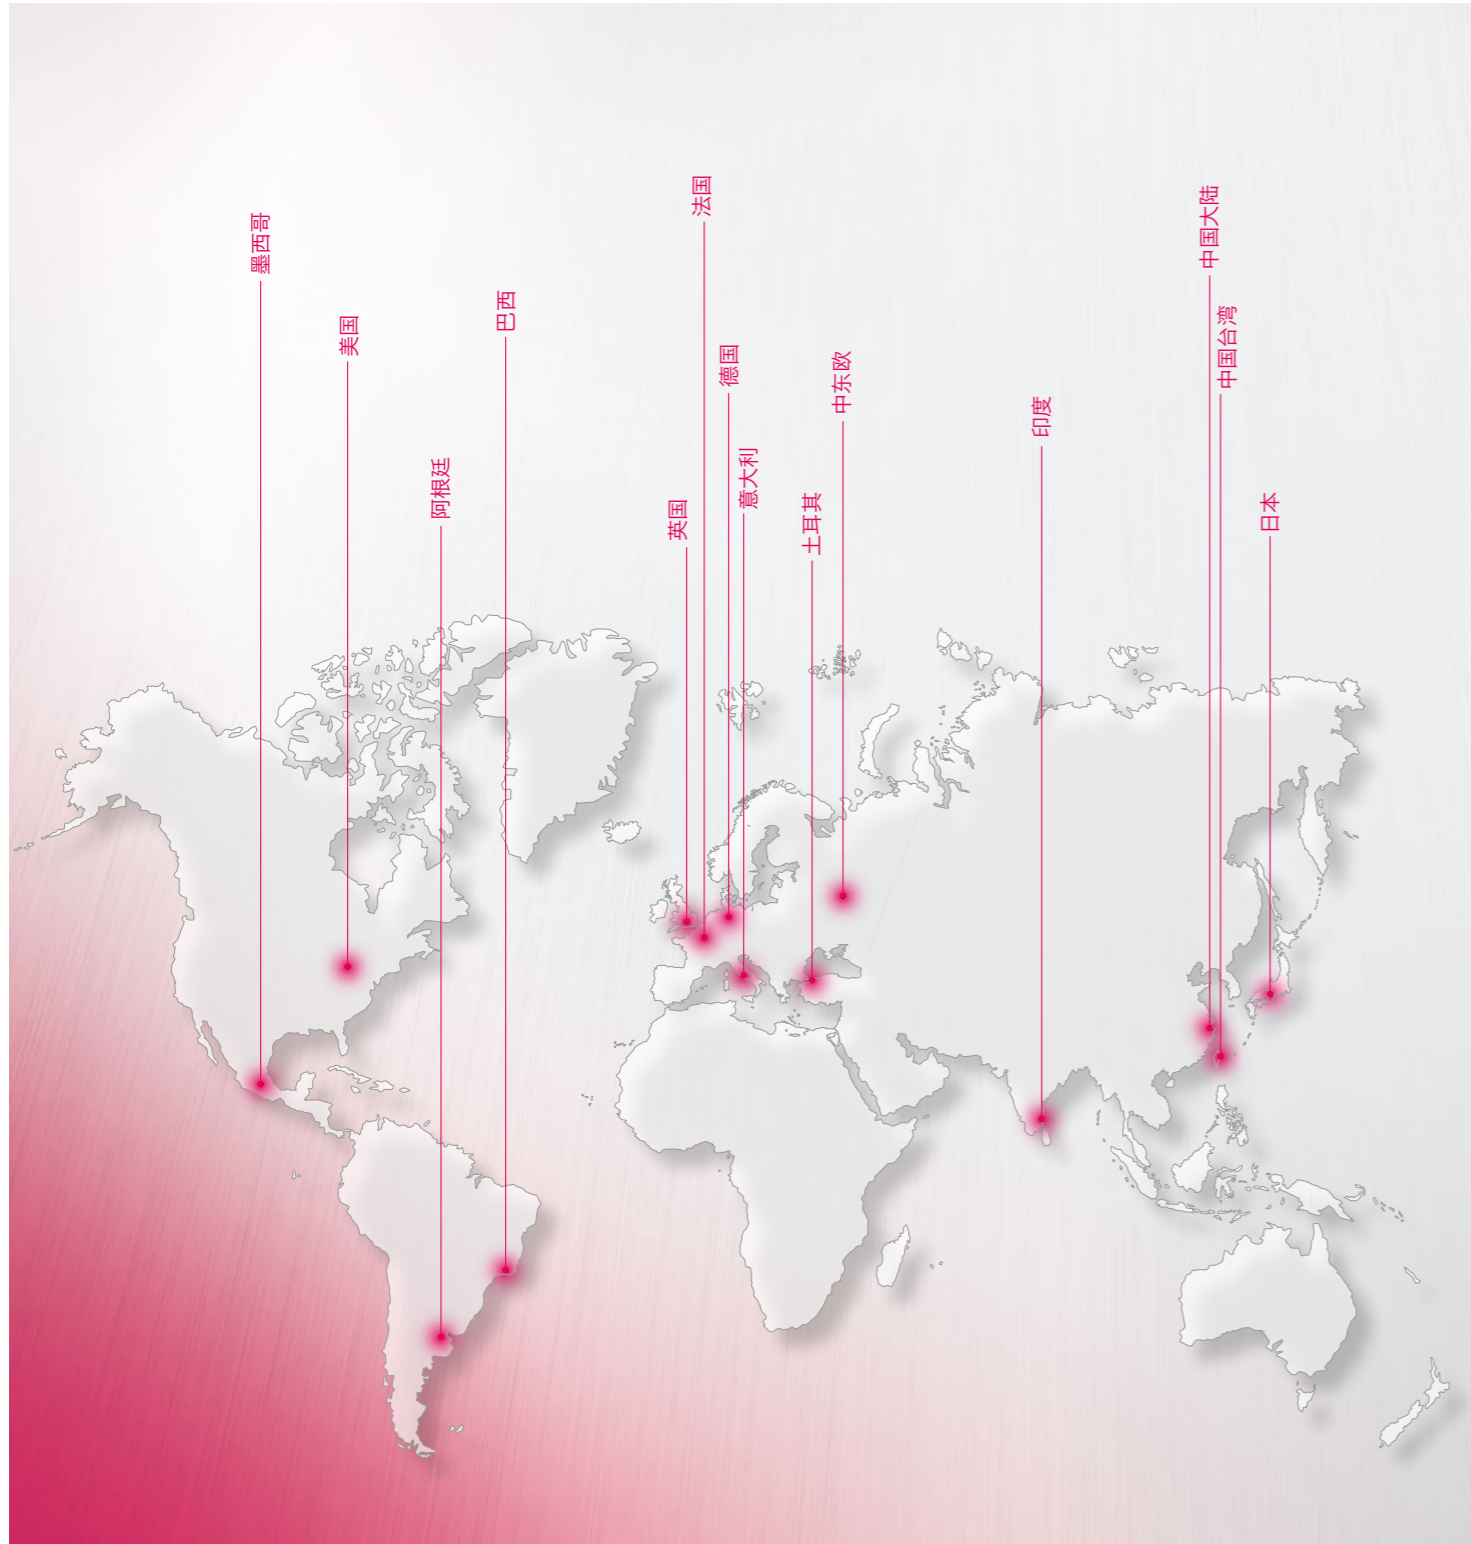 墨西哥
美国
阿根廷
巴西
英国
法国
德国
意大利
土耳其
中东欧
印度
中国大陆
中国台湾
日本